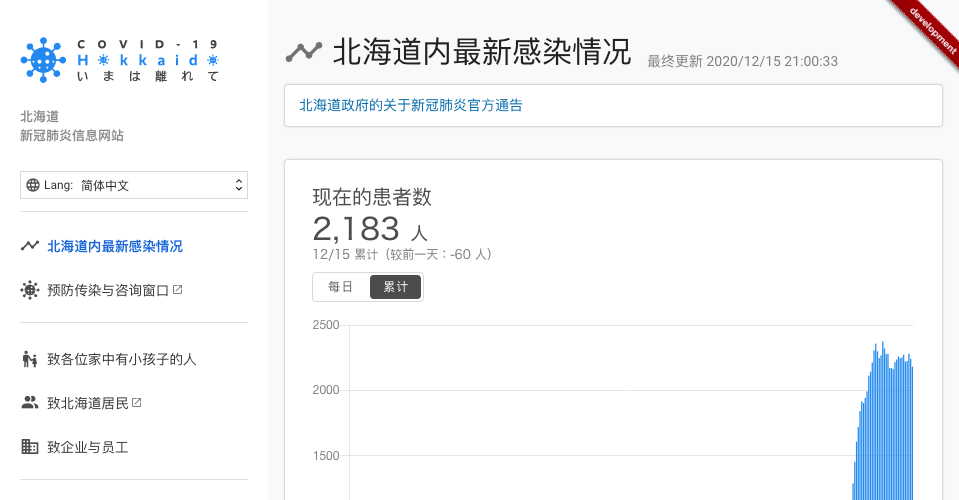 COVID-19
Hokkaido
いまは離れて
北海道
新冠肺炎信息网站
Lang: 简体中文
北海道内最新感染情况
预防传染与咨询窗口
致各位家中有小孩子的人
致北海道居民
致企业与员工
development
北海道内最新感染情况
最终更新 2020/12/15 21:00:33
北海道政府的关于新冠肺炎官方通告
现在的患者数
2,183 人
12/15 累计（较前一天：-60 人）
每日 累计
2500
2000
1500